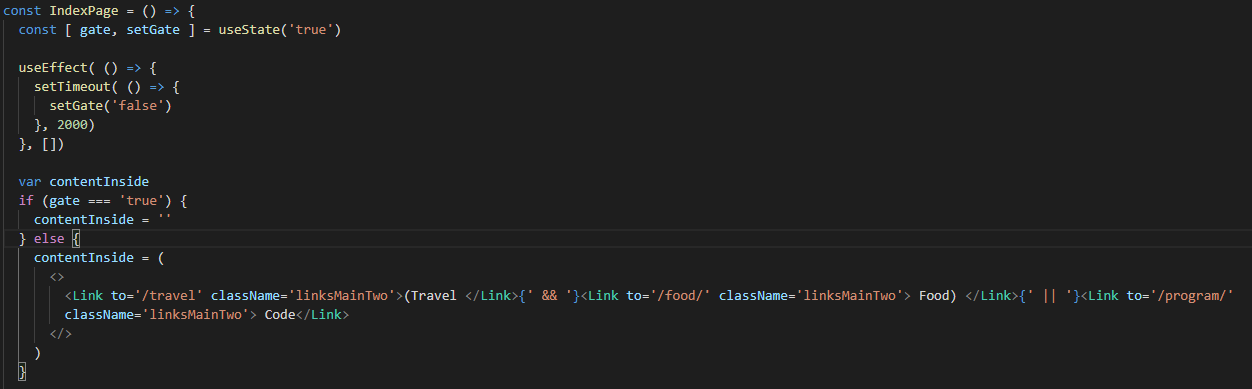 const IndexPage = () => {
  const [ gate, setGate ] = useState('true')

  useEffect( () => {
    setTimeout( () => {
      setGate('false')
    }, 2000)
  }, [])

  var contentInside
  if (gate === 'true') {
    contentInside = ''
  } else {
    contentInside = (
      <>
        <Link to='/travel' className='linksMainTwo'>(Travel </Link>{' && '}<Link to='/food/' className='linksMainTwo'> Food) </Link>{' || '}<Link to='/program/'
        className='linksMainTwo'> Code</Link>
      </>
    )
  }